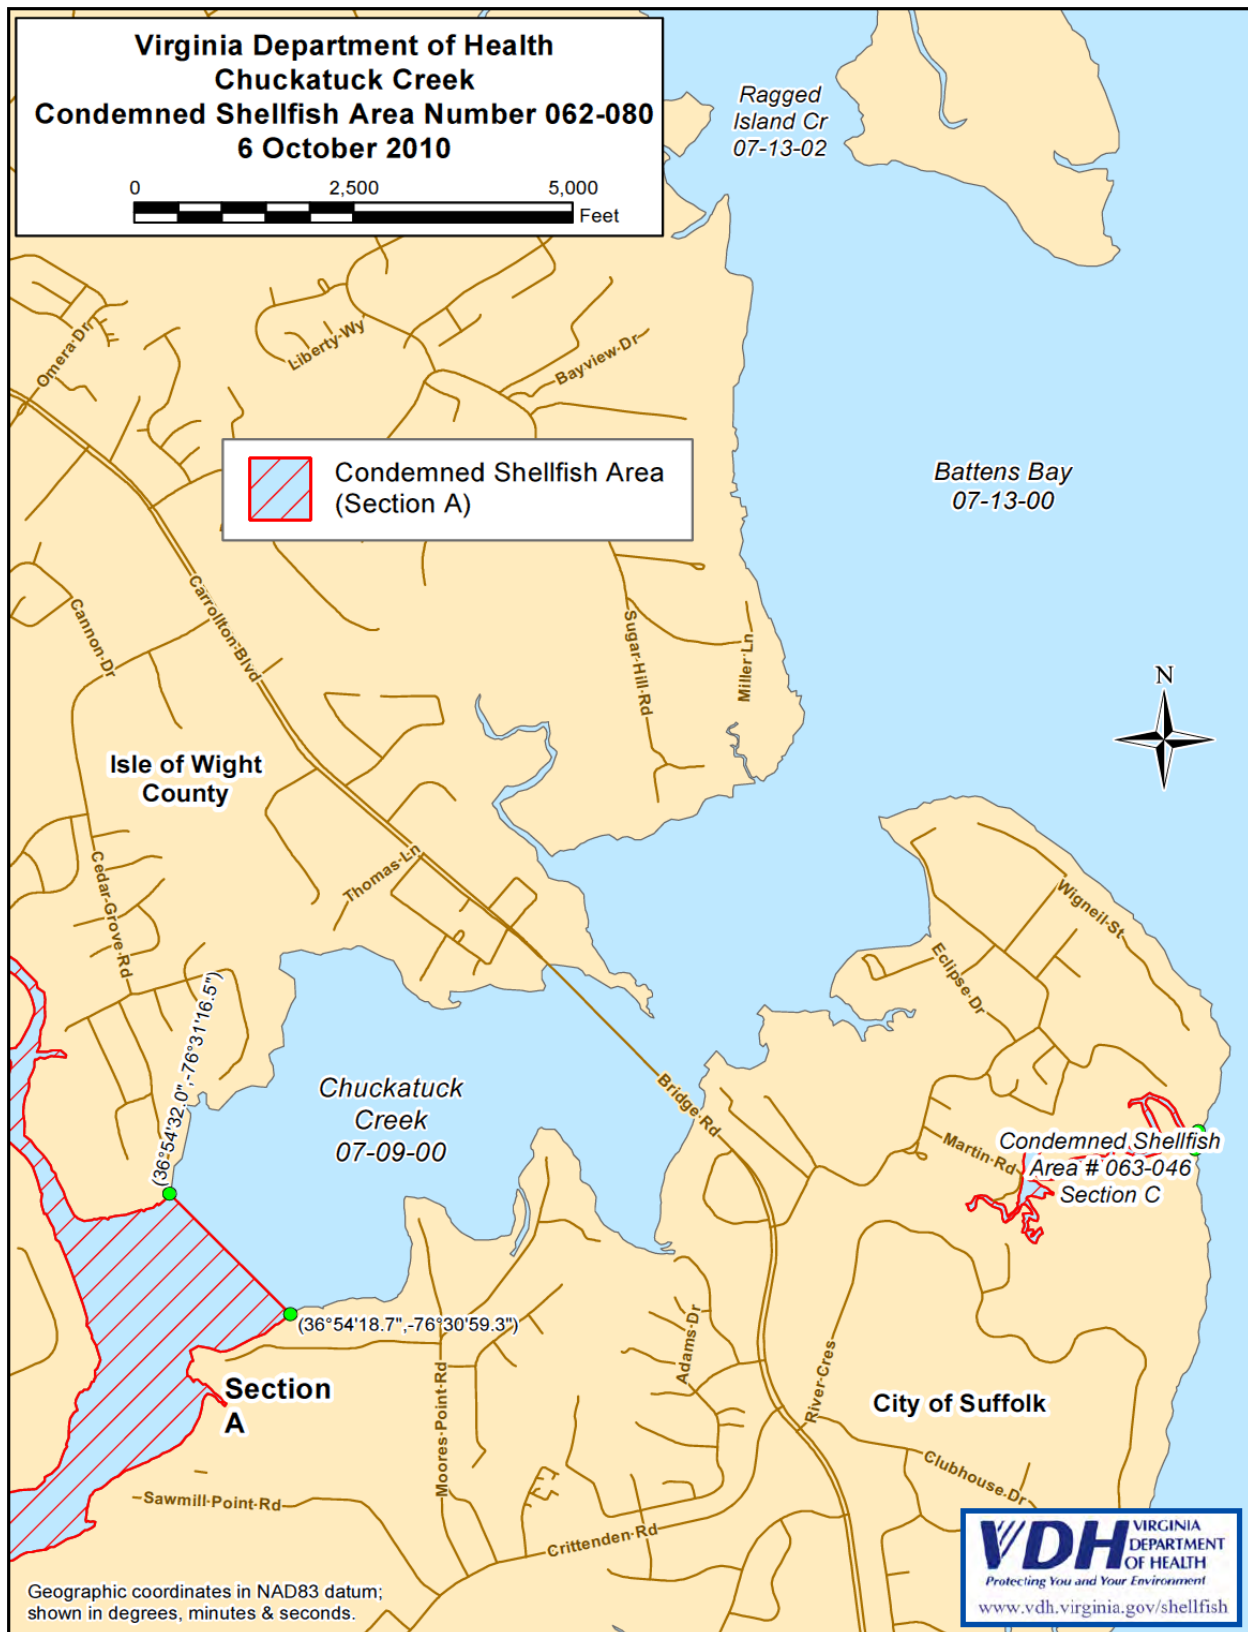 Virginia Department of Health
Chuckatuck Creek
Condemned Shellfish Area Number 062-080
6 October 2010
0 2,500 5,000
Feet
Ragged
Island Cr
07-13-02
Omera Dr
Liberty Wy
Bayview Dr
Condemned Shellfish Area
(Section A)
Battens Bay
07-13-00
Cannon Dr
Carrollton Blvd
Sugar Hill Rd
Miller Ln
N
Isle of Wight
County
Cedar Grove Rd
Thomas Ln
Wigneil St
Eclipse Dr
(36°54'32.0",-76°31'16.5")
Chuckatuck
Creek
07-09-00
Bridge Rd
Martin Rd
Condemned Shellfish
Area # 063-046
Section C
(36°54'18.7",-76°30'59.3")
Section
A
Moores Point Rd
Adams Dr
River Cres
City of Suffolk
Clubhouse Dr
Sawmill Point Rd
Crittenden Rd
VDH VIRGINIA
DEPARTMENT
OF HEALTH
Protecting You and Your Environment
www.vdh.virginia.gov/shellfish
Geographic coordinates in NAD83 datum;
shown in degrees, minutes & seconds.